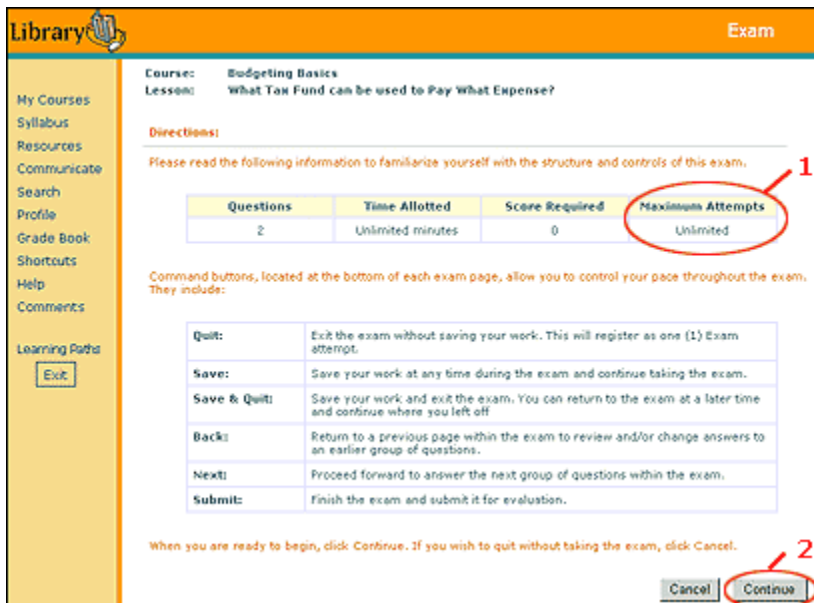 Library
Exam
Course: Budgeting Basics
Lesson: What Tax Fund can be used to Pay What Expense?
My Courses
Syllabus
Resources
Communicate
Search
Profile
Grade Book
Shortcuts
Help
Comments
Learning Paths
Exit
Directions:
Please read the following information to familiarize yourself with the structure and controls of this exam.
1
Questions Time Allotted Score Required Maximum Attempts
2 Unlimited minutes 0 Unlimited
Command buttons, located at the bottom of each exam page, allow you to control your pace throughout the exam.
They include:
Quit: Exit the exam without saving your work. This will register as one (1) Exam
attempt.
Save: Save your work at any time during the exam and continue taking the exam.
Save & Quit: Save your work and exit the exam. You can return to the exam at a later time
and continue where you left off
Back: Return to a previous page within the exam to review and/or change answers to
an earlier group of questions.
Next: Proceed forward to answer the next group of questions within the exam.
Submit: Finish the exam and submit it for evaluation.
When you are ready to begin, click Continue. If you wish to quit without taking the exam, click Cancel.
2
Cancel Continue